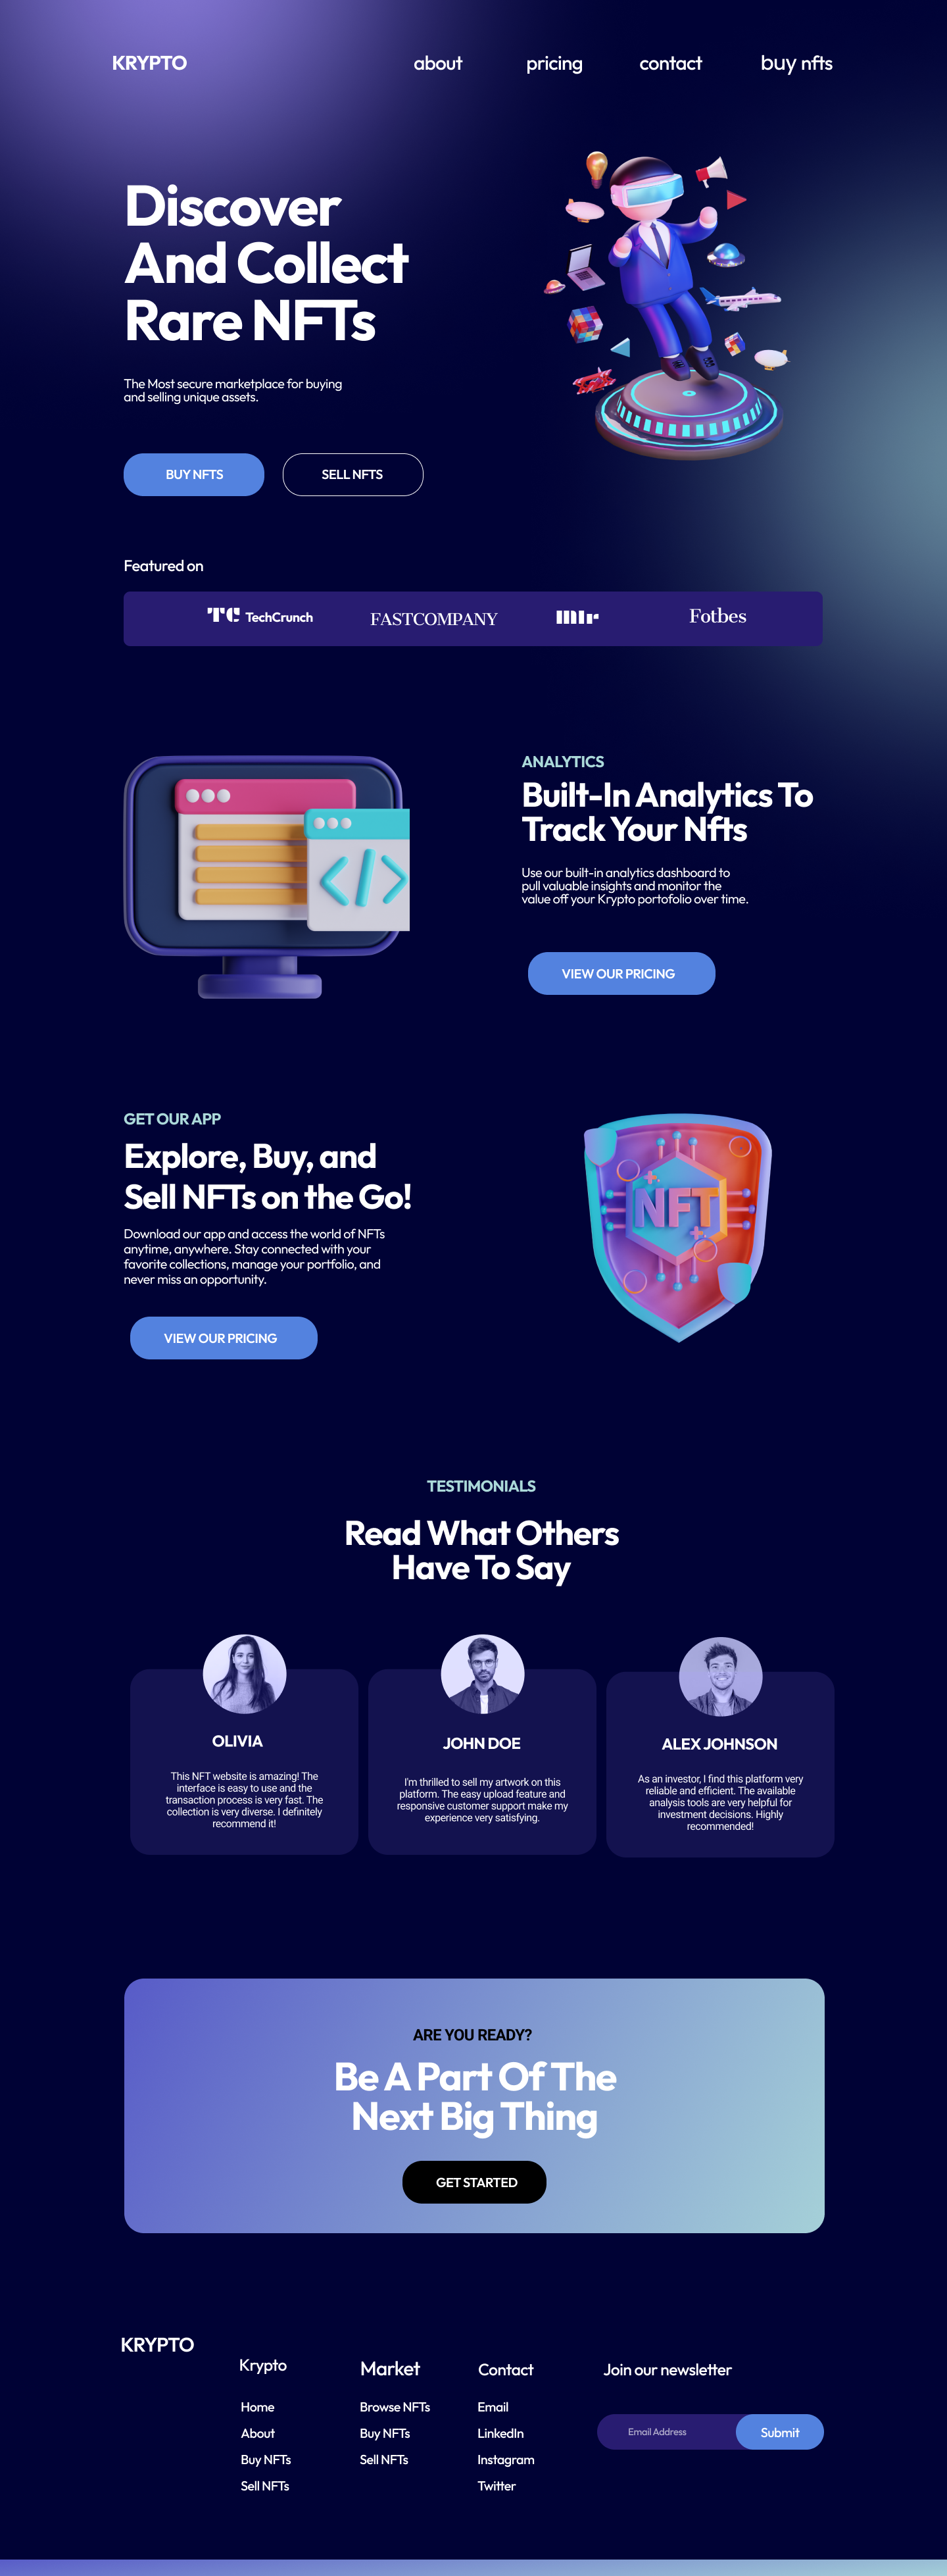 KRYPTO
about
pricing
contact
buy nfts
Discover
And Collect
Rare NFTs
The Most secure marketplace for buying
and selling unique assets.
BUY NFTS
SELL NFTS
Featured on
TC TechCrunch
FASTCOMPANY
Fotbes
ANALYTICS
Built-In Analytics To
Track Your Nfts
Use our built-in analytics dashboard to
pull valuable insights and monitor the
value off your Krypto portofolio over time.
VIEW OUR PRICING
GET OUR APP
Explore, Buy, and
Sell NFTs on the Go!
Download our app and access the world of NFTs
anytime, anywhere. Stay connected with your
favorite collections, manage your portfolio, and
never miss an opportunity.
VIEW OUR PRICING
NFT
TESTIMONIALS
Read What Others
Have To Say
OLIVIA
This NFT website is amazing! The
interface is easy to use and the
transaction process is very fast. The
collection is very diverse. I definitely
recommend it!
JOHN DOE
I'm thrilled to sell my artwork on this
platform. The easy upload feature and
responsive customer support make my
experience very satisfying.
ALEX JOHNSON
As an investor, I find this platform very
reliable and efficient. The available
analysis tools are very helpful for
investment decisions. Highly
recommended!
ARE YOU READY?
Be A Part Of The
Next Big Thing
GET STARTED
KRYPTO
Krypto
Home
About
Buy NFTs
Sell NFTs
Market
Browse NFTs
Buy NFTs
Sell NFTs
Contact
Email
LinkedIn
Instagram
Twitter
Join our newsletter
Email Address
Submit